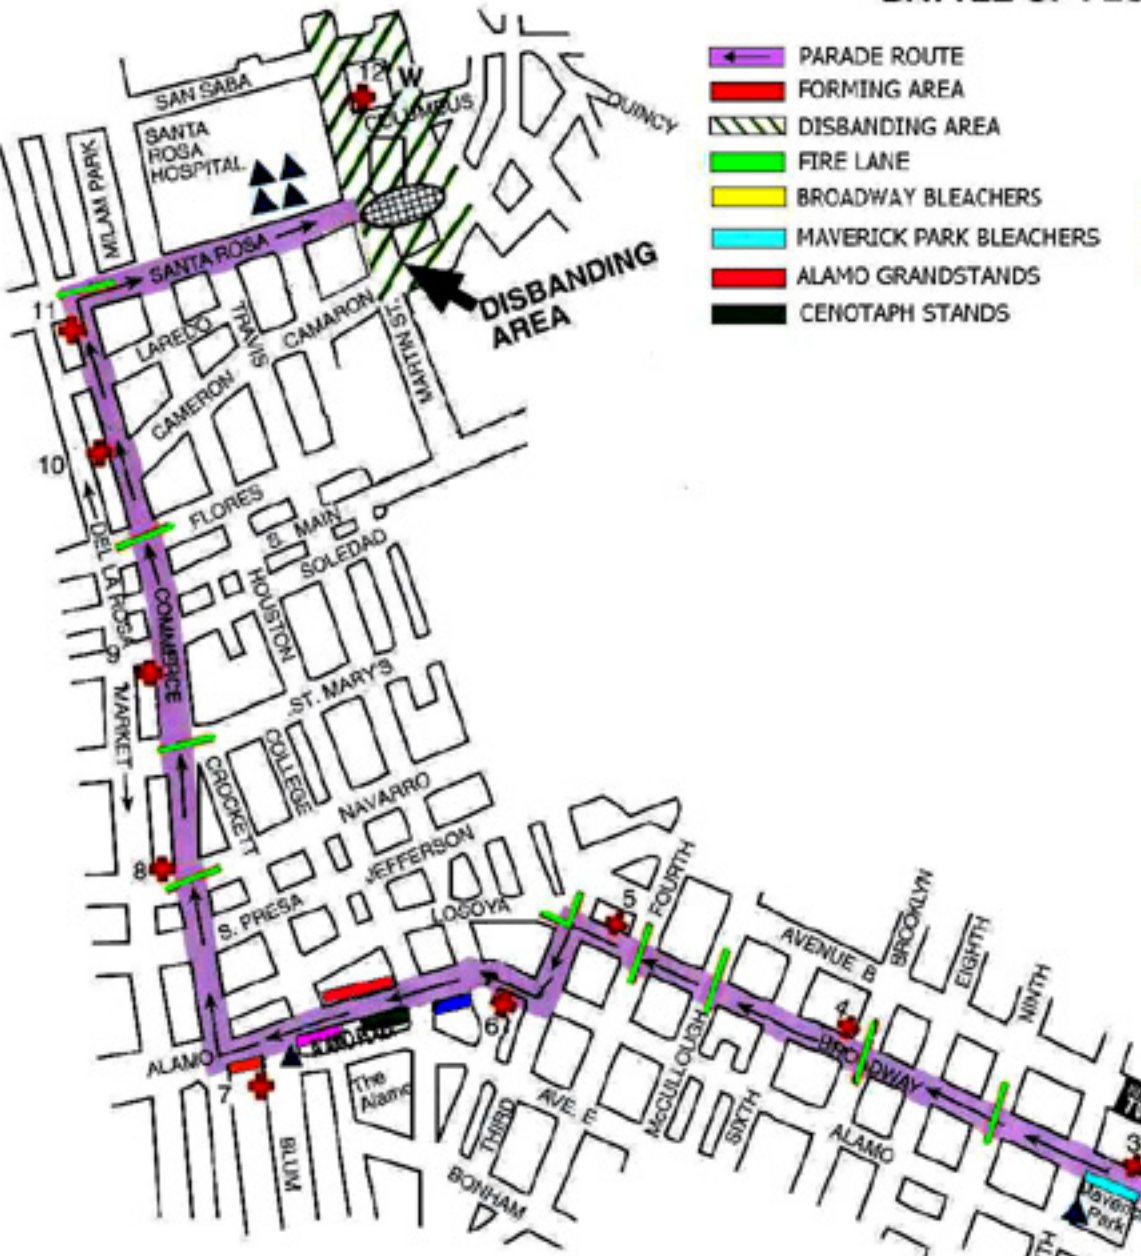 PARADE ROUTE
FORMING AREA
DISBANDING AREA
FIRE LANE
BROADWAY BLEACHERS
MAVERICK PARK BLEACHERS
ALAMO GRANDSTANDS
CENOTAPH STANDS
SAN SABA
12
W
COLUMBUS
QUINCY
SANTA
ROSA
HOSPITAL
MILAM PARK
SANTA ROSA
DISBANDING
AREA
11
LAREDO
TRAVIS
CAMARON
MARTIN ST.
CAMERON
10
FLORES
S. MAIN
SOLEDAD
DEL LA ROSA
HOUSTON
COMMERCE
9
ST. MARY'S
MARKET
CROCKETT
COLLEGE
NAVARRO
JEFFERSON
8
S. PRESA
LOSOYA
5
FOURTH
AVENUE B
BROOKLYN
EIGHTH
NINTH
4
BROADWAY
6
ALAMO
7
The
Alamo
BLUM
THIRD
AVE. E
McCULLOUGH
SIXTH
ALAMO
BONHAM
3
Park